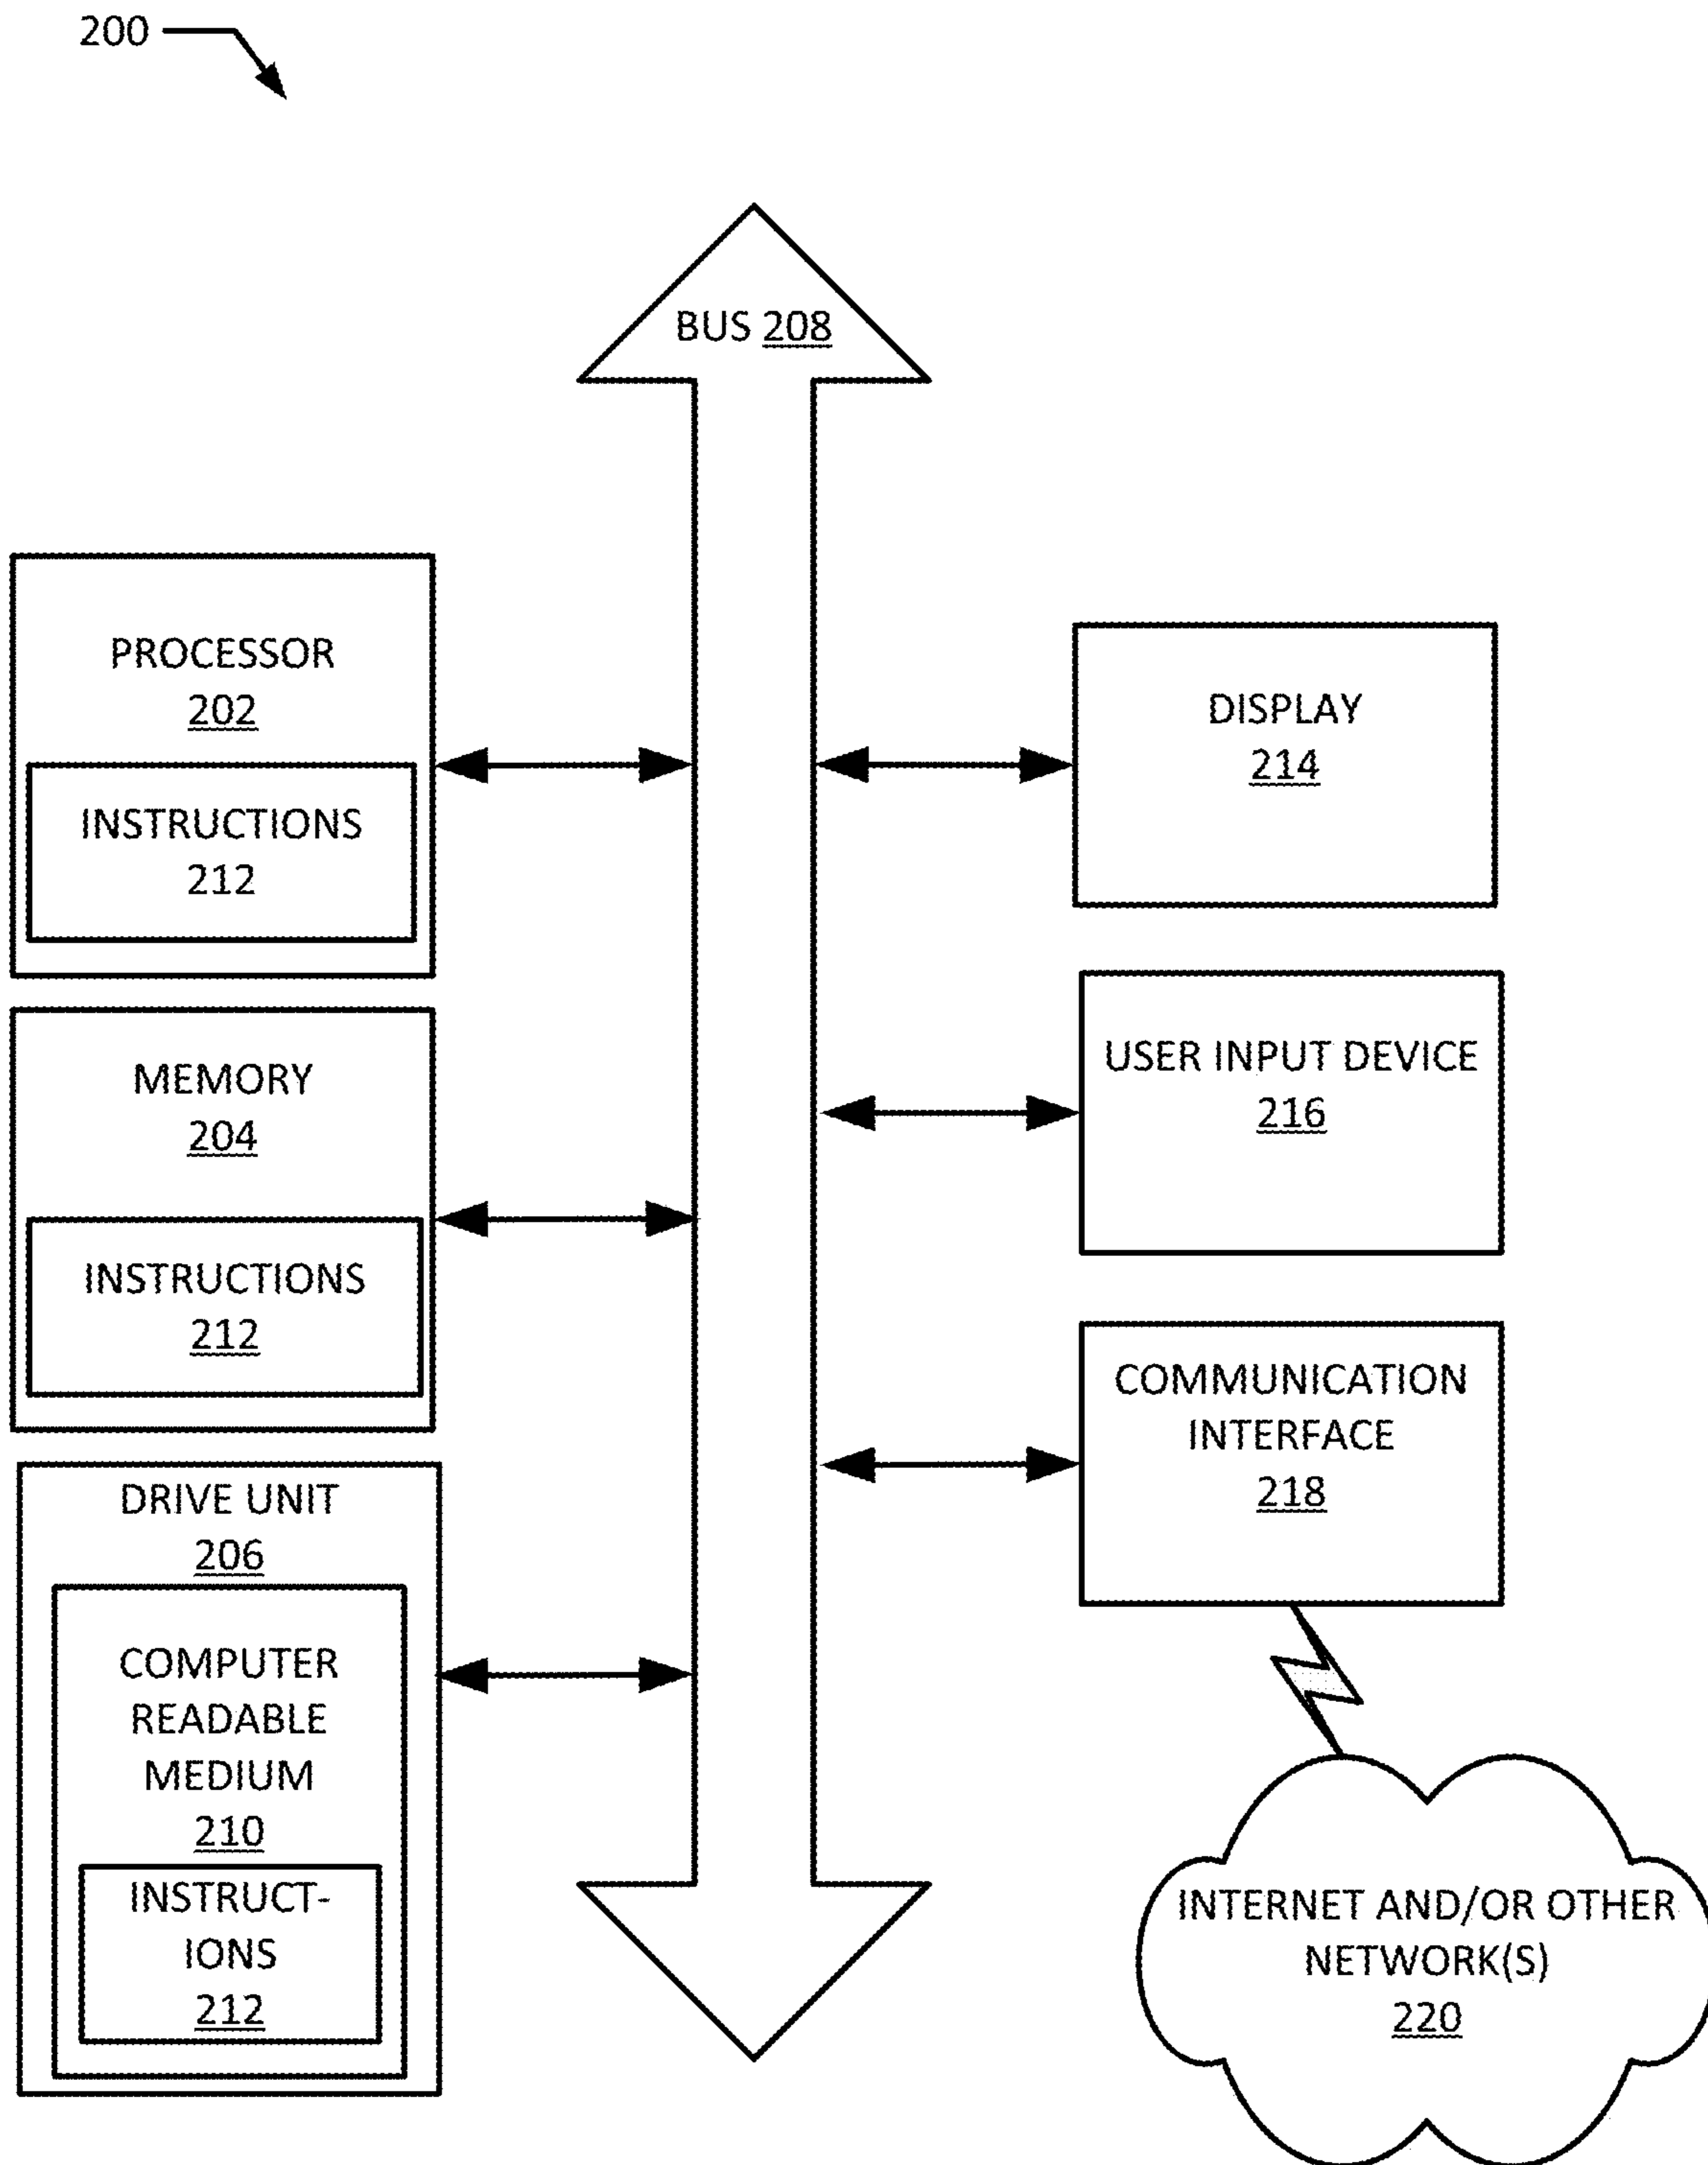 200
BUS 208
PROCESSOR
202
INSTRUCTIONS
212
MEMORY
204
INSTRUCTIONS
212
DRIVE UNIT
206
COMPUTER
READABLE
MEDIUM
210
INSTRUCT-
IONS
212
DISPLAY
214
USER INPUT DEVICE
216
COMMUNICATION
INTERFACE
218
INTERNET AND/OR OTHER
NETWORK(S)
220